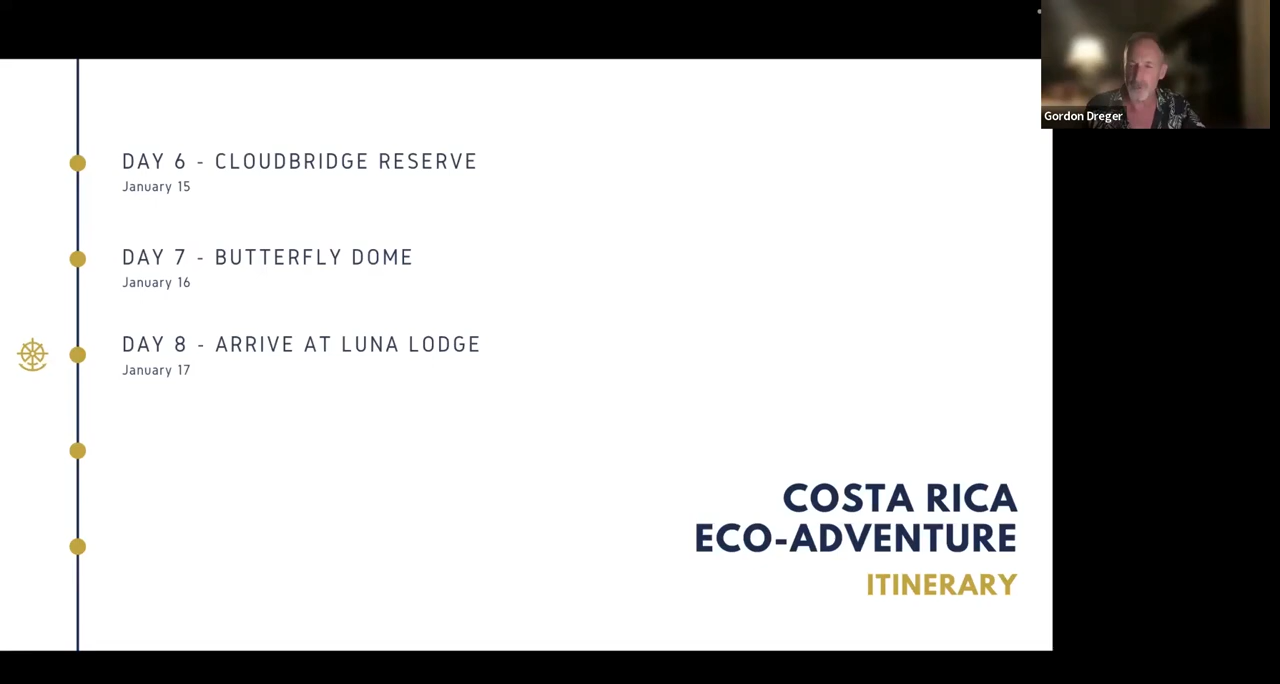 Gordon Dreger
DAY 6 - CLOUDBRIDGE RESERVE
January 15
DAY 7 - BUTTERFLY DOME
January 16
DAY 8 - ARRIVE AT LUNA LODGE
January 17
COSTA RICA
ECO-ADVENTURE
ITINERARY